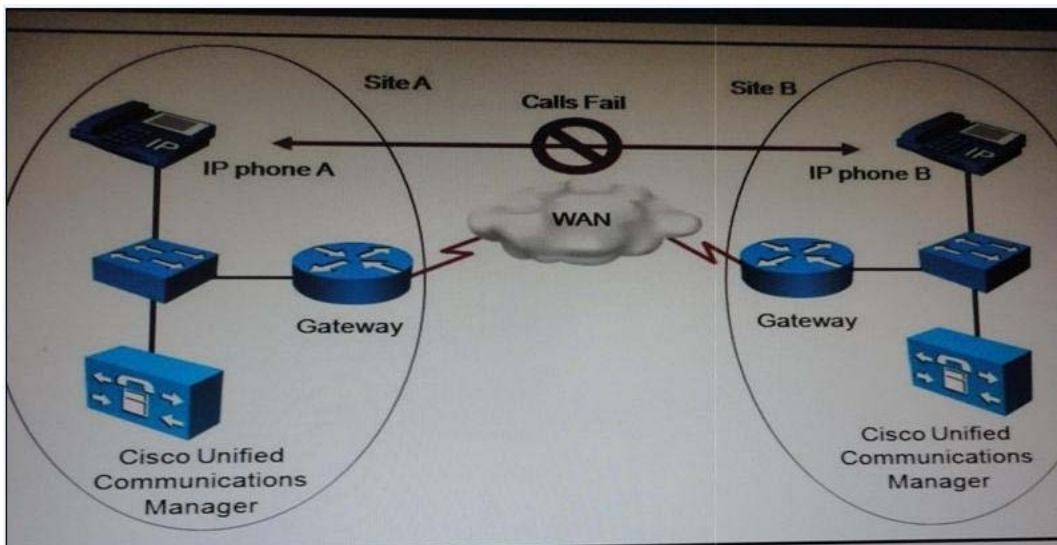 Site A
Calls Fail
Site B
IP
IP phone A
IP
IP phone B
WAN
Gateway
Gateway
Cisco Unified
Communications
Manager
Cisco Unified
Communications
Manager